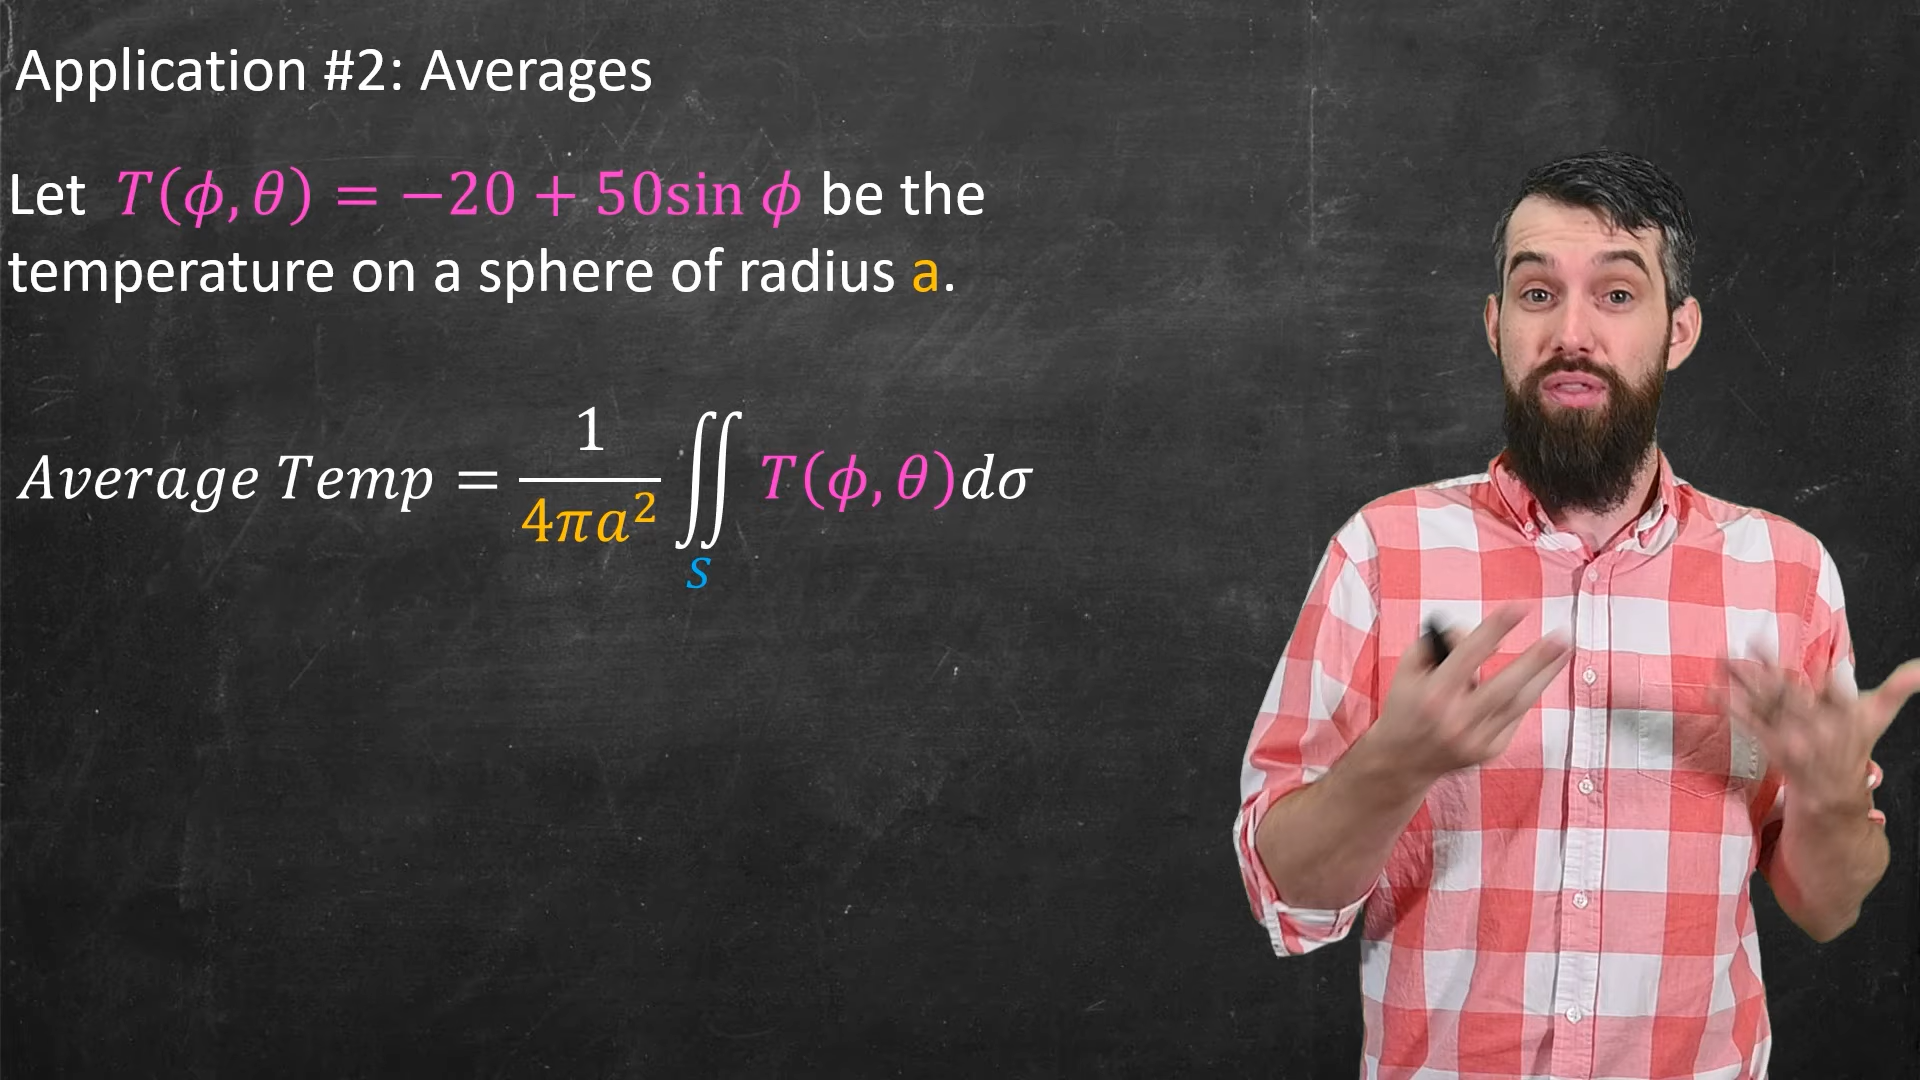 Application #2: Averages
Let T(ϕ, θ) = −20 + 50sin ϕ be the
temperature on a sphere of radius a.
Average Temp = 1/4πa² ∬_S T(ϕ, θ)dσ